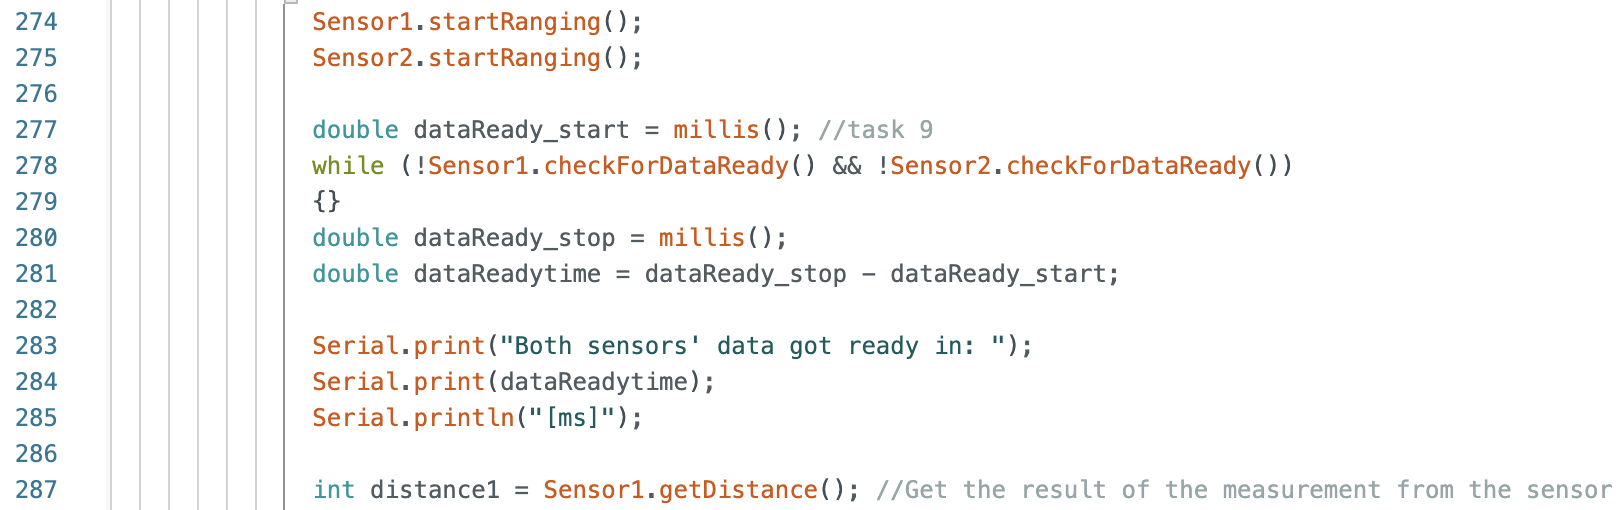 274 Sensor1.startRanging();
275 Sensor2.startRanging();
276
277 double dataReady_start = millis(); //task 9
278 while (!Sensor1.checkForDataReady() && !Sensor2.checkForDataReady())
279 {}
280 double dataReady_stop = millis();
281 double dataReadytime = dataReady_stop - dataReady_start;
282
283 Serial.print("Both sensors' data got ready in: ");
284 Serial.print(dataReadytime);
285 Serial.println("[ms]");
286
287 int distance1 = Sensor1.getDistance(); //Get the result of the measurement from the sensor